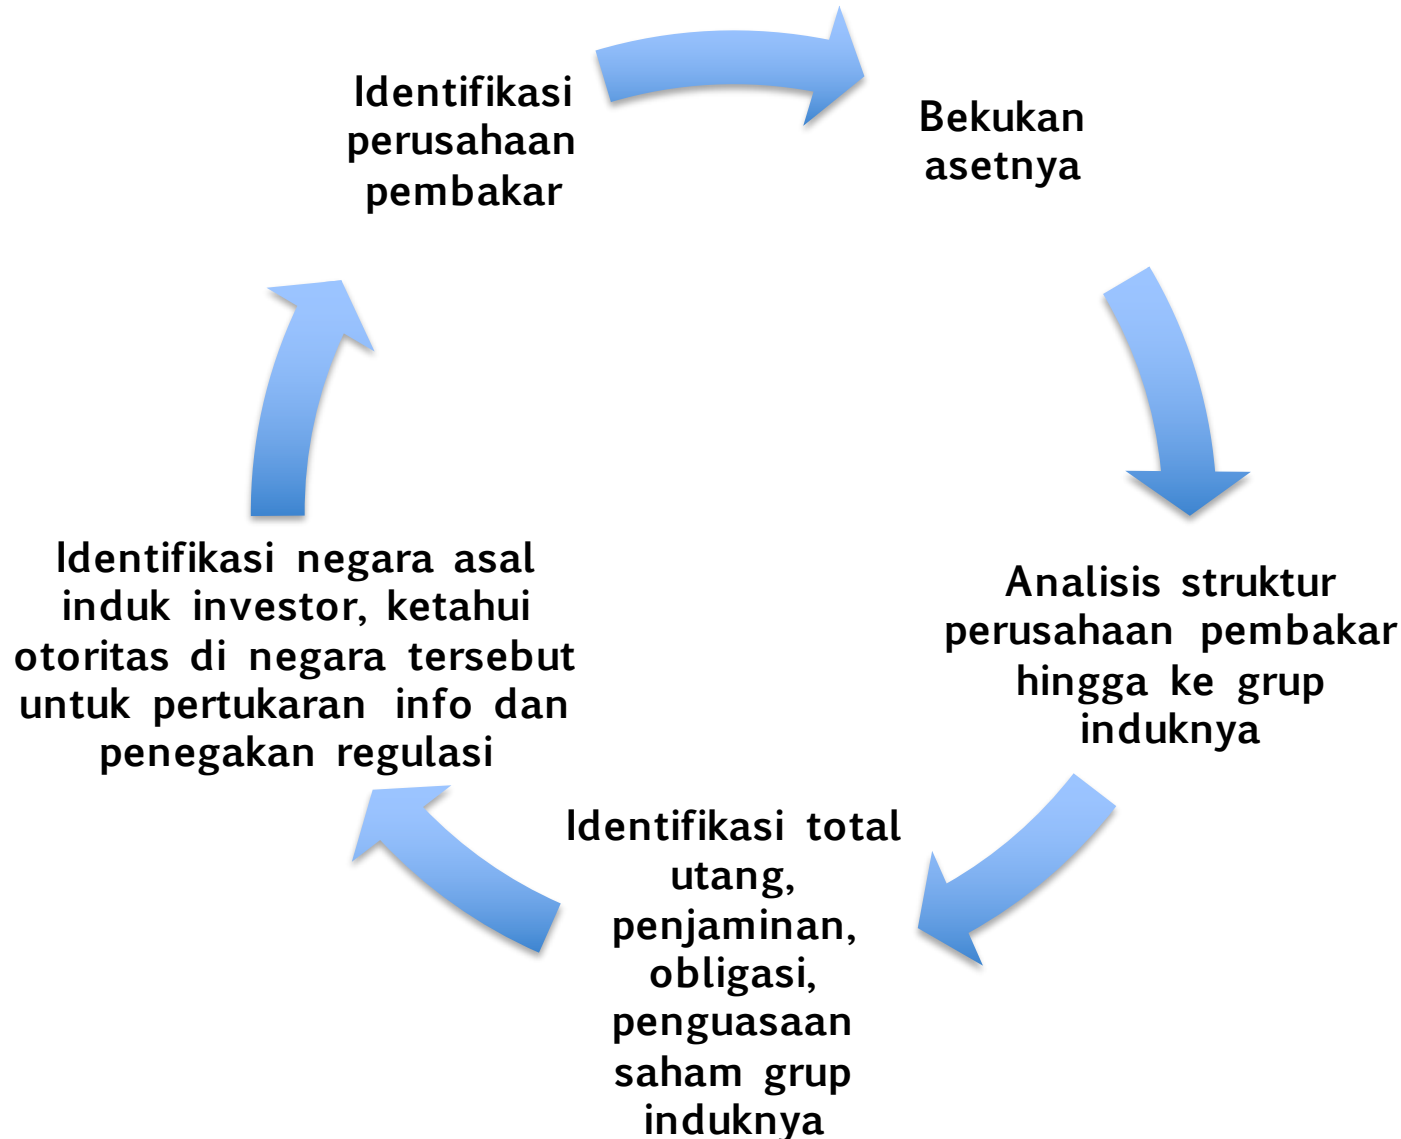 Identifikasi
perusahaan
pembakar
Bekukan
asetnya
Analisis struktur
perusahaan pembakar
hingga ke grup
induknya
Identifikasi total
utang,
penjaminan,
obligasi,
penguasaan
saham grup
induknya
Identifikasi negara asal
induk investor, ketahui
otoritas di negara tersebut
untuk pertukaran info dan
penegakan regulasi